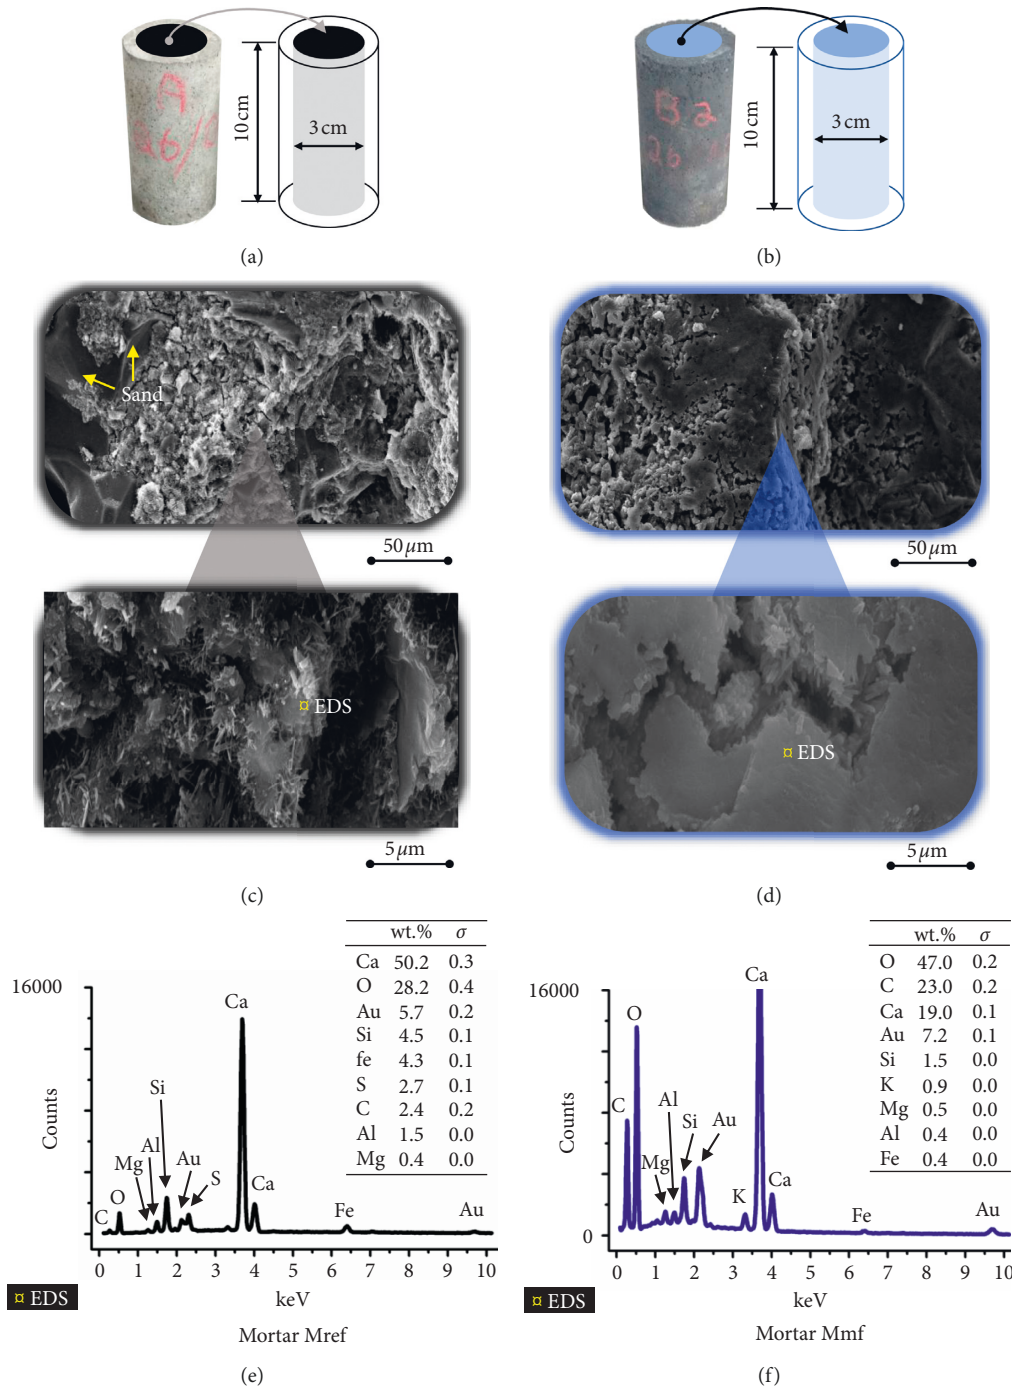 10 cm
3 cm
A
26/
(a)
10 cm
3 cm
B2
26
(b)
Sand
50 μm
50 μm
¤ EDS
¤ EDS
5 μm
5 μm
(c)
(d)
wt.% σ
Ca 50.2 0.3
O 28.2 0.4
Au 5.7 0.2
Si 4.5 0.1
fe 4.3 0.1
S 2.7 0.1
C 2.4 0.2
Al 1.5 0.0
Mg 0.4 0.0
16000
Counts
C
O
Mg
Al
Si
Au
S
Ca
Ca
Fe
Au
0 1 2 3 4 5 6 7 8 9 10
keV
¤ EDS
Mortar Mref
(e)
wt.% σ
O 47.0 0.2
C 23.0 0.2
Ca 19.0 0.1
Au 7.2 0.1
Si 1.5 0.0
K 0.9 0.0
Mg 0.5 0.0
Al 0.4 0.0
Fe 0.4 0.0
16000
0
Counts
C
O
Mg
Al
Si
Au
K
Ca
Ca
Fe
Au
0 1 2 3 4 5 6 7 8 9 10
keV
¤ EDS
Mortar Mmf
(f)